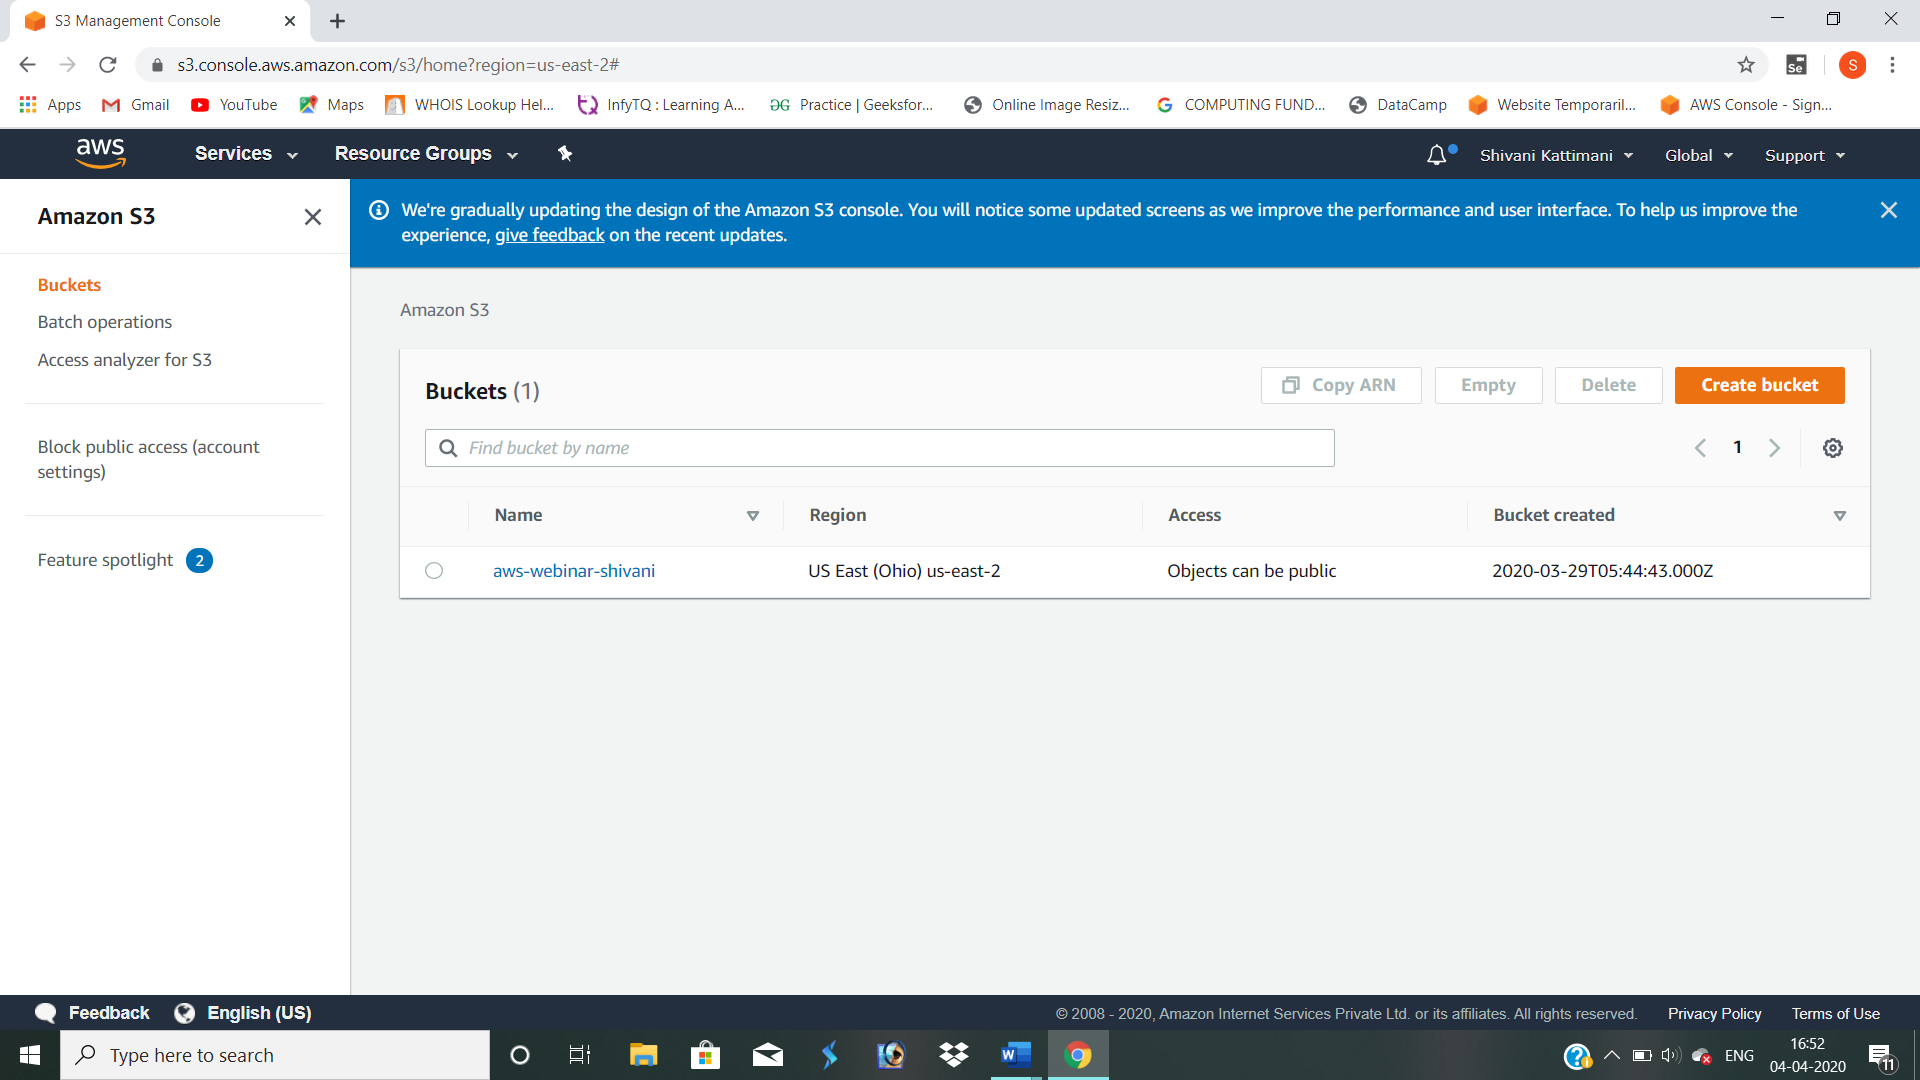 S3 Management Console
s3.console.aws.amazon.com/s3/home?region=us-east-2#
Se
S
Apps
Gmail
YouTube
Maps
WHOIS Lookup Hel...
InfyTQ : Learning A...
Practice | Geeksfor...
Online Image Resiz...
COMPUTING FUND...
DataCamp
Website Temporaril...
AWS Console - Sign...
aws
Services
Resource Groups
Shivani Kattimani
Global
Support
Amazon S3
Buckets
Batch operations
Access analyzer for S3
Block public access (account
settings)
Feature spotlight 2
We're gradually updating the design of the Amazon S3 console. You will notice some updated screens as we improve the performance and user interface. To help us improve the
experience, give feedback on the recent updates.
Amazon S3
Buckets (1)
Copy ARN
Empty
Delete
Create bucket
Find bucket by name
1
Name
Region
Access
Bucket created
aws-webinar-shivani
US East (Ohio) us-east-2
Objects can be public
2020-03-29T05:44:43.000Z
Feedback
English (US)
© 2008 - 2020, Amazon Internet Services Private Ltd. or its affiliates. All rights reserved.
Privacy Policy
Terms of Use
Type here to search
W
ENG
16:52
04-04-2020
11